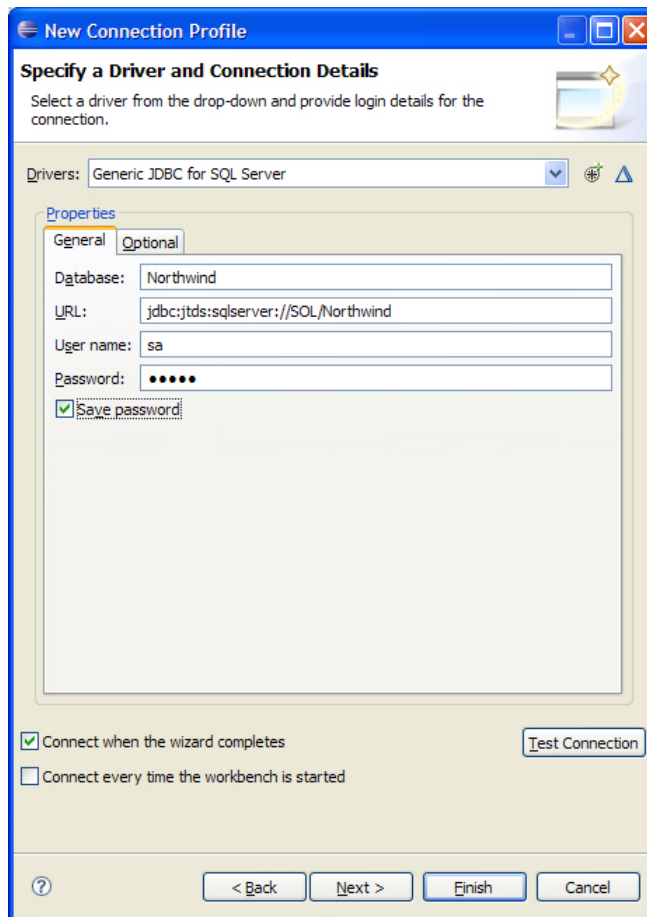 New Connection Profile
Specify a Driver and Connection Details
Select a driver from the drop-down and provide login details for the
connection.
Drivers: Generic JDBC for SQL Server
Properties
General Optional
Database: Northwind
URL: jdbc:jtds:sqlserver://SOL/Northwind
User name: sa
Password: •••••
Save password
Connect when the wizard completes
Test Connection
Connect every time the workbench is started
? < Back Next > Finish Cancel